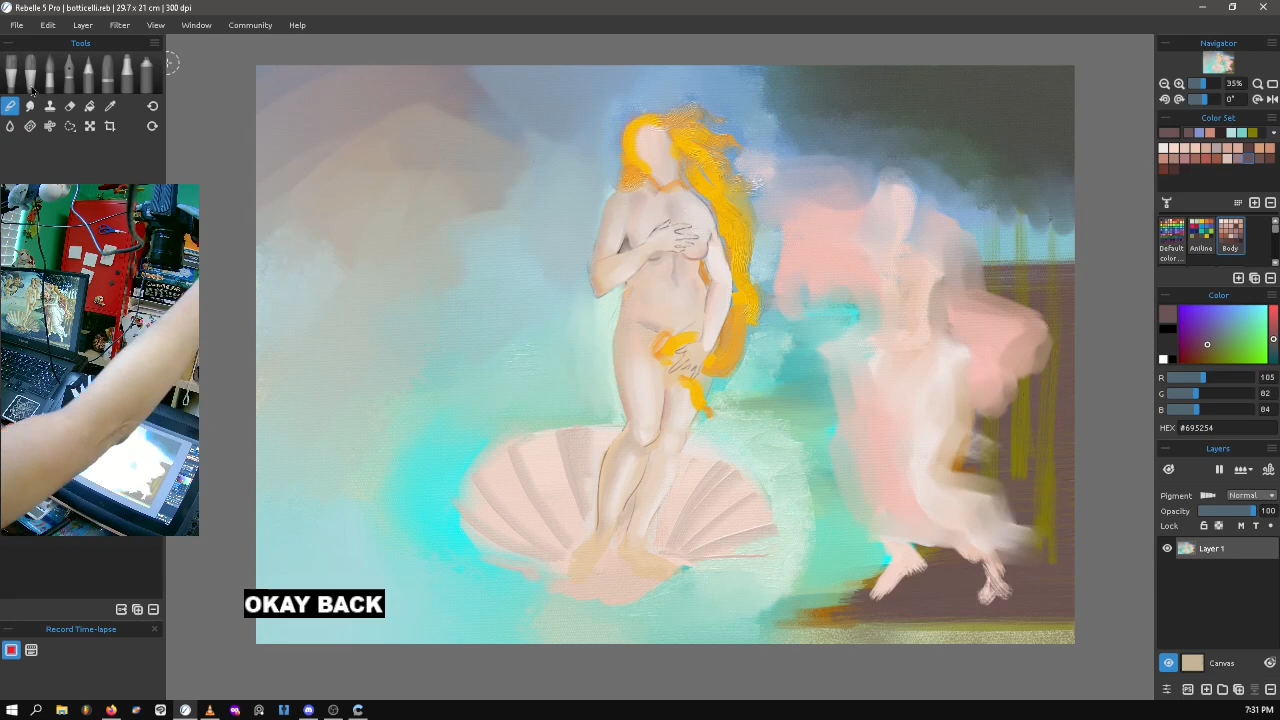 Rebelle 5 Pro | botticelli.reb | 29.7 x 21 cm | 300 dpi
File Edit Layer Filter View Window Community Help
Tools
Navigator
35%
0°
Color Set
Default color ...
Aniline
Body
Color
R 105
G 82
B 84
HEX #695254
Layers
Pigment Normal
Opacity 100
Lock M T
Layer 1
OKAY BACK
Record Time-lapse
Canvas
7:31 PM